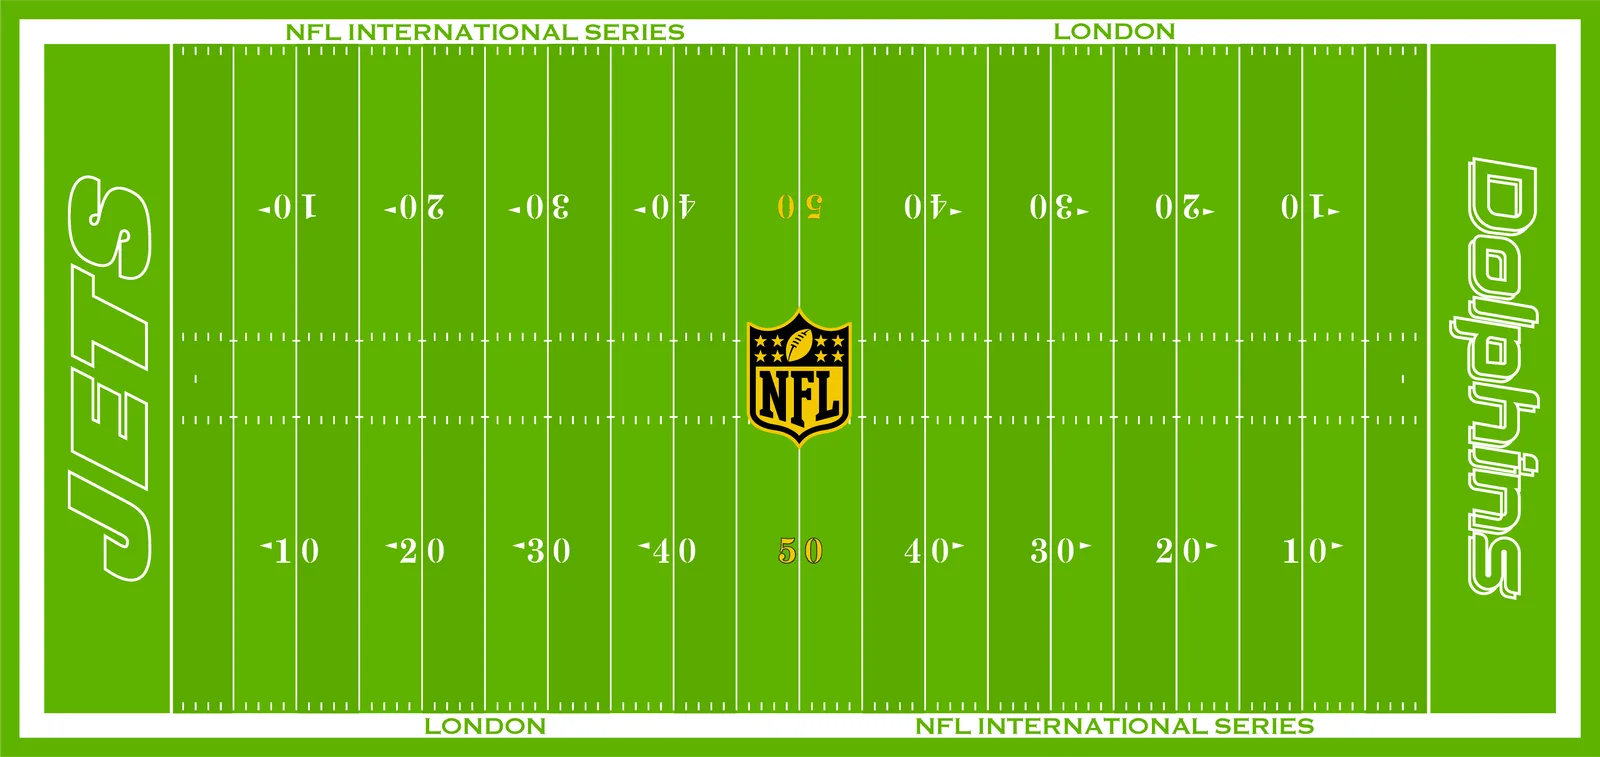 NFL INTERNATIONAL SERIES LONDON
10 20 30 40 50 40 30 20 10
JETS
NFL
Dolphins
10 20 30 40 50 40 30 20 10
LONDON NFL INTERNATIONAL SERIES